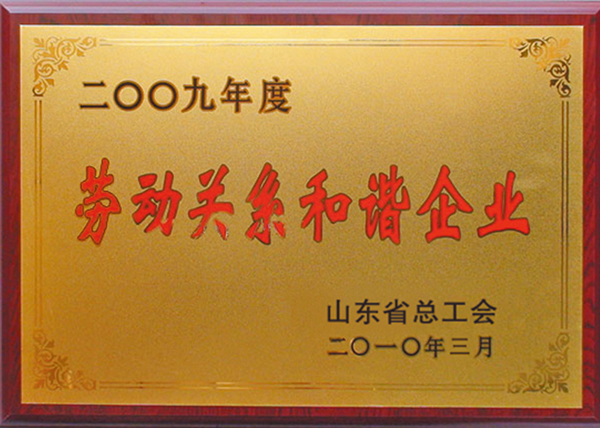 二〇〇九年度
劳动关系和谐企业
山东省总工会
二〇一〇年三月